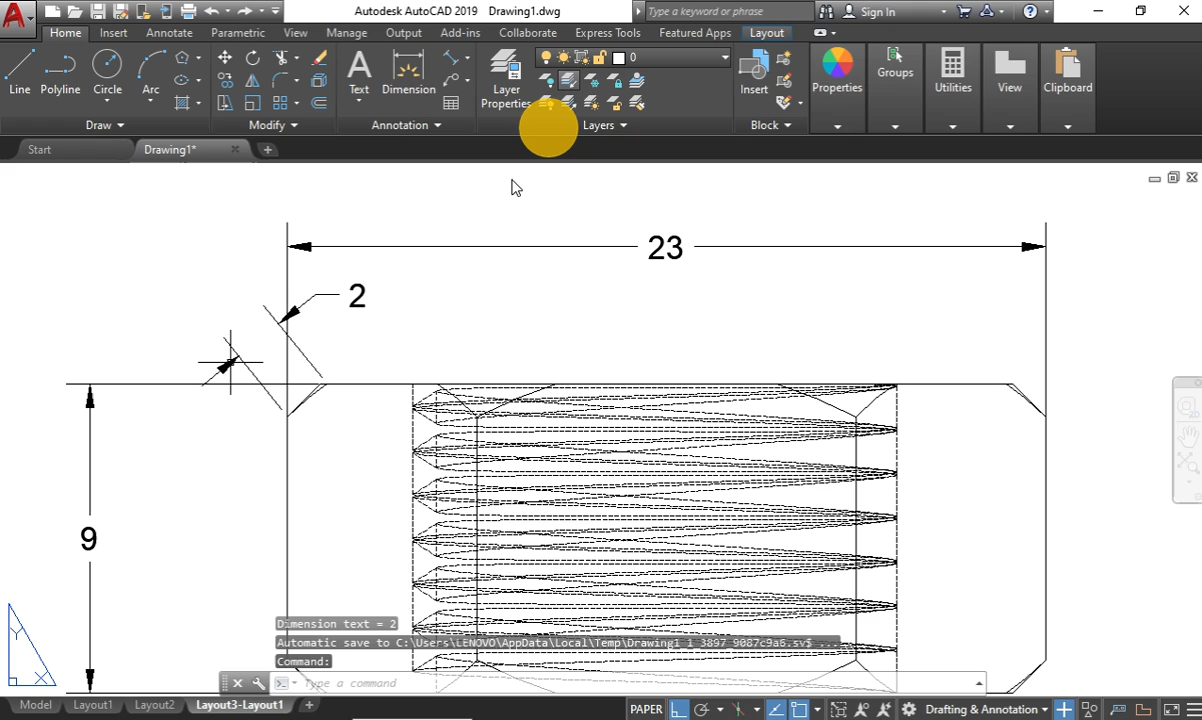 Autodesk AutoCAD 2019 Drawing1.dwg
Type a keyword or phrase
Sign In
Home Insert Annotate Parametric View Manage Output Add-ins Collaborate Express Tools Featured Apps Layout
Line Polyline Circle Arc
Text Dimension
Layer Properties
0
Insert
Properties Groups Utilities View Clipboard
Draw Modify Annotation Layers Block
Start Drawing1* 
23
2
9
Y
X
Dimension text = 2
Automatic save to C:\Users\LENOVO\AppData\Local\Temp\Drawing1_1_3897_9087c9a6.sv$ ...
Command:
Type a command
Model Layout1 Layout2 Layout3-Layout1 +
PAPER Drafting & Annotation